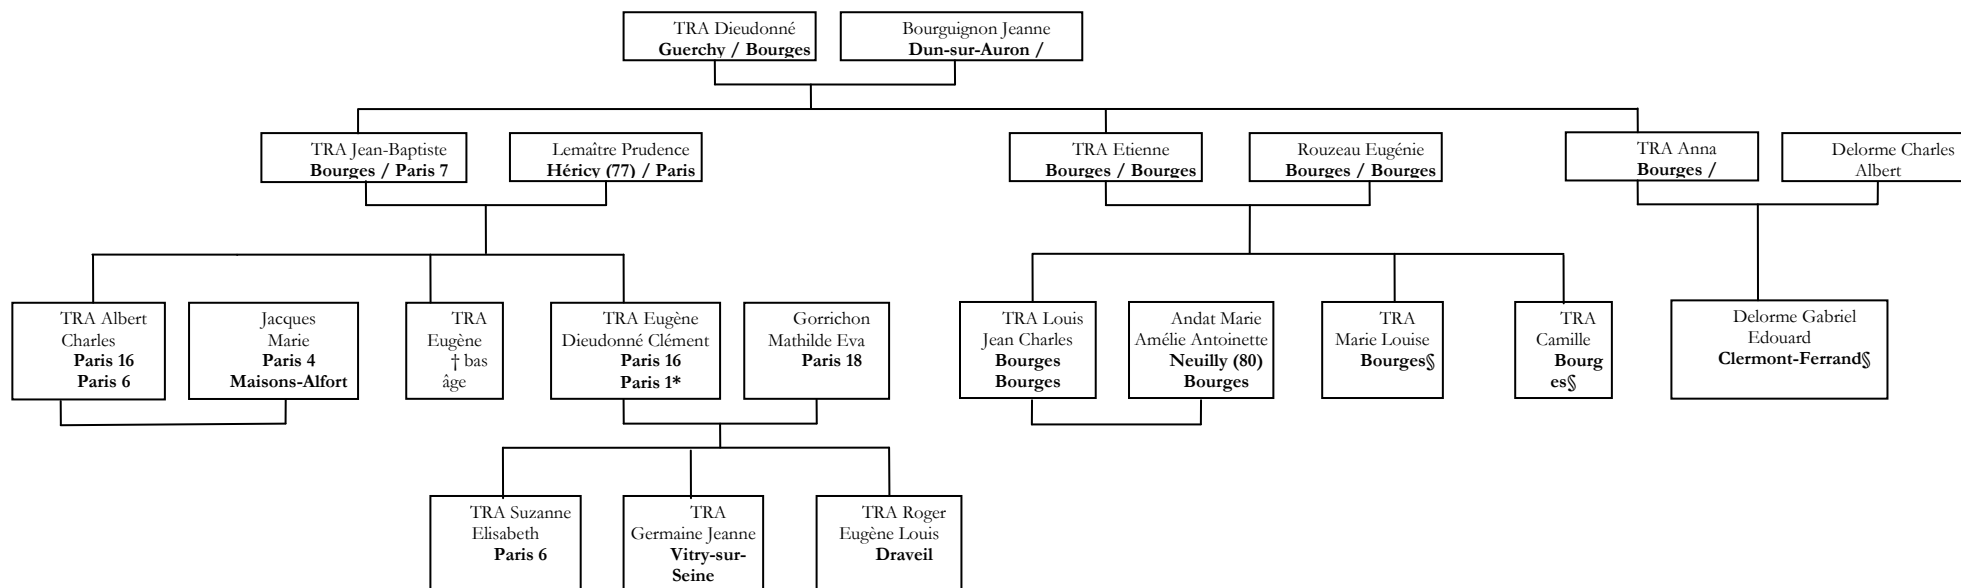 TRA Dieudonné
Guerchy / Bourges
Bourguignon Jeanne
Dun-sur-Auron /
TRA Jean-Baptiste
Bourges / Paris 7
Lemaître Prudence
Héricy (77) / Paris
TRA Etienne
Bourges / Bourges
Rouzeau Eugénie
Bourges / Bourges
TRA Anna
Bourges /
Delorme Charles
Albert
TRA Albert
Charles
Paris 16
Paris 6
Jacques
Marie
Paris 4
Maisons-Alfort
TRA
Eugène
† bas
âge
TRA Eugène
Dieudonné Clément
Paris 16
Paris 1*
Gorrichon
Mathilde Eva
Paris 18
TRA Louis
Jean Charles
Bourges
Bourges
Andat Marie
Amélie Antoinette
Neuilly (80)
Bourges
TRA
Marie Louise
Bourges§
TRA
Camille
Bourg
es§
Delorme Gabriel
Edouard
Clermont-Ferrand§
TRA Suzanne
Elisabeth
Paris 6
TRA
Germaine Jeanne
Vitry-sur-
Seine
TRA Roger
Eugène Louis
Draveil